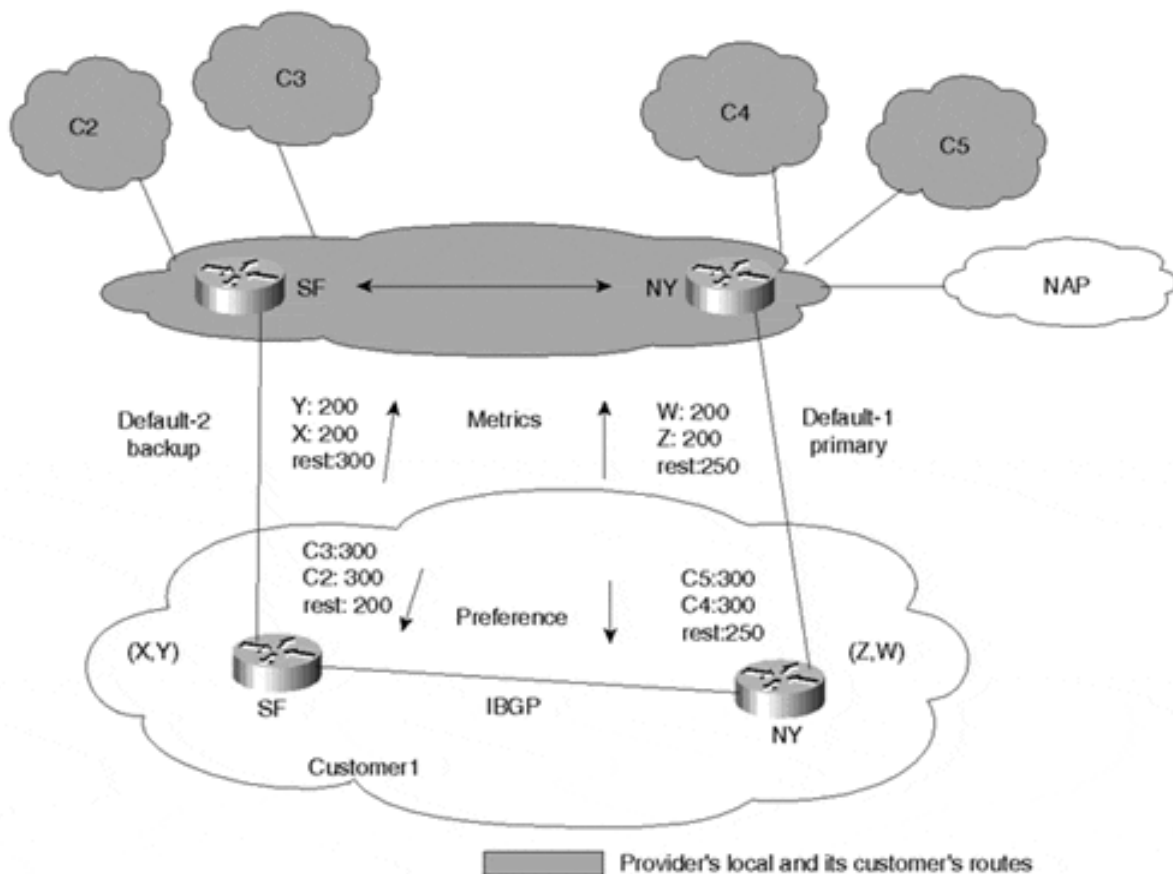 C2
C3
C4
C5
SF
NY
NAP
Default-2
backup
Y: 200
X: 200
rest:300
Metrics
W: 200
Z: 200
rest:250
Default-1
primary
C3:300
C2: 300
rest: 200
Preference
C5:300
C4:300
rest:250
(X,Y)
(Z,W)
SF
IBGP
NY
Customer1
Provider's local and its customer's routes